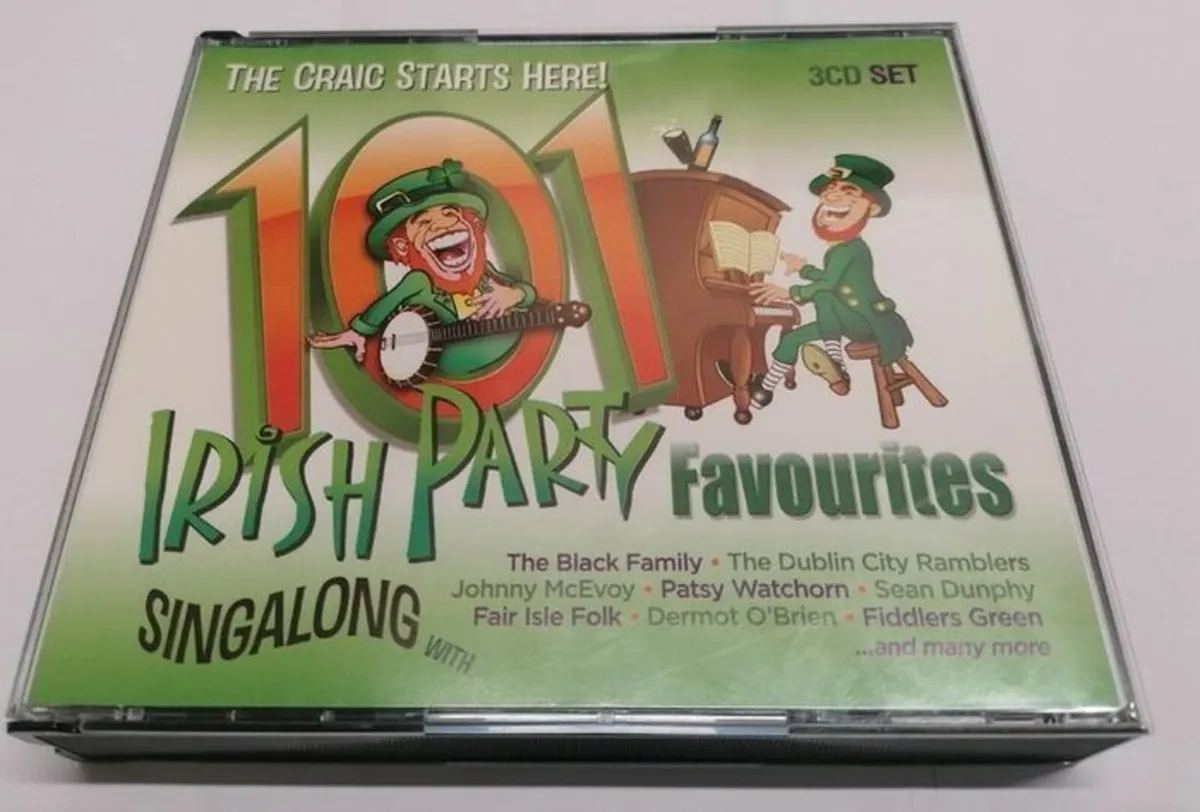 THE CRAIC STARTS HERE!
3CD SET
101
IRISH PARTY
Favourites
SINGALONG WITH
The Black Family • The Dublin City Ramblers
Johnny McEvoy • Patsy Watchorn • Sean Dunphy
Fair Isle Folk • Dermot O'Brien • Fiddlers Green
...and many more